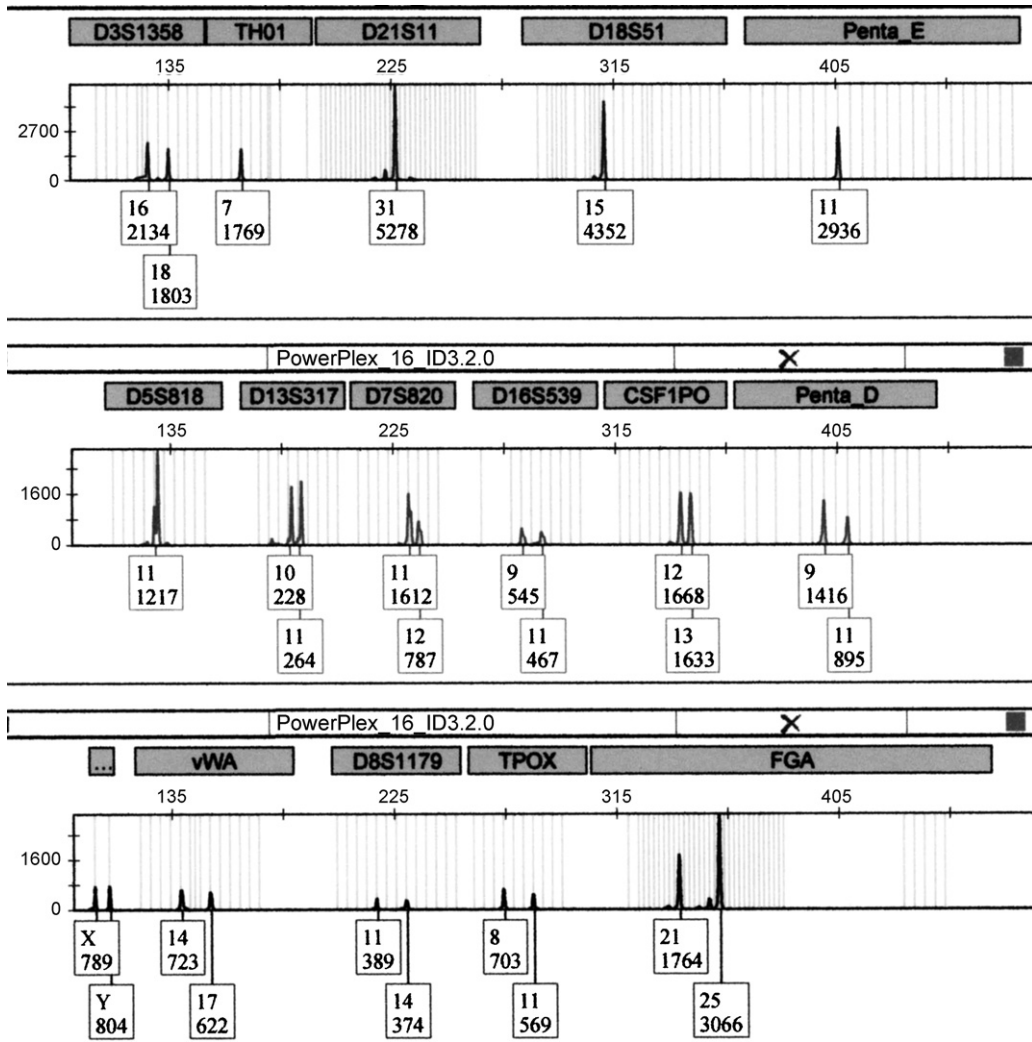 D3S1358 TH01 D21S11 D18S51 Penta_E
135 225 315 405
2700
0
16 7 31 15 11
2134 1769 5278 4352 2936
18
1803
PowerPlex_16_ID3.2.0
D5S818 D13S317 D7S820 D16S539 CSF1PO Penta_D
135 225 315 405
1600
0
11 10 11 9 12 9
1217 228 1612 545 1668 1416
11 12 11 13 11
264 787 467 1633 895
PowerPlex_16_ID3.2.0
... vWA D8S1179 TPOX FGA
135 225 315 405
1600
0
X 14 11 8 21
789 723 389 703 1764
Y 17 14 11 25
804 622 374 569 3066